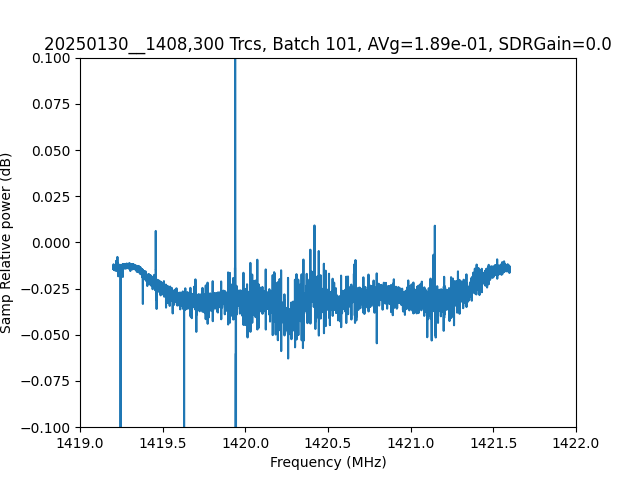 20250130__1408,300 Trcs, Batch 101, AVg=1.89e-01, SDRGain=0.0
0.100
0.075
0.050
0.025
0.000
−0.025
−0.050
−0.075
−0.100
Samp Relative power (dB)
1419.0 1419.5 1420.0 1420.5 1421.0 1421.5 1422.0
Frequency (MHz)